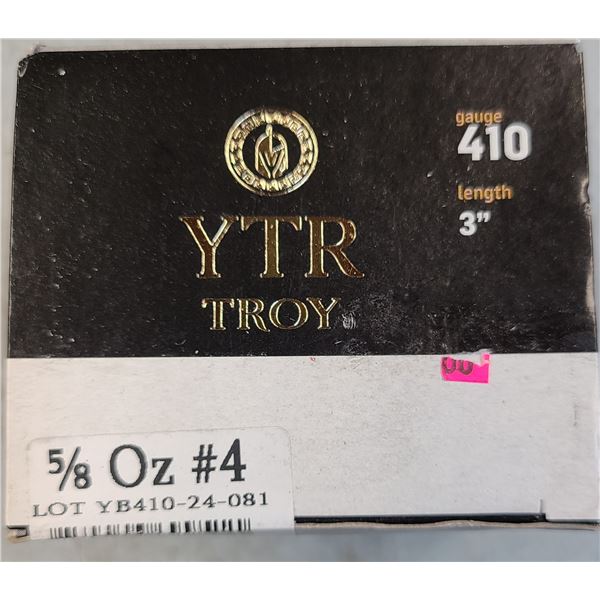 gauge
410
length
3”
YTR
TROY
5/8 Oz #4
LOT YB410-24-081